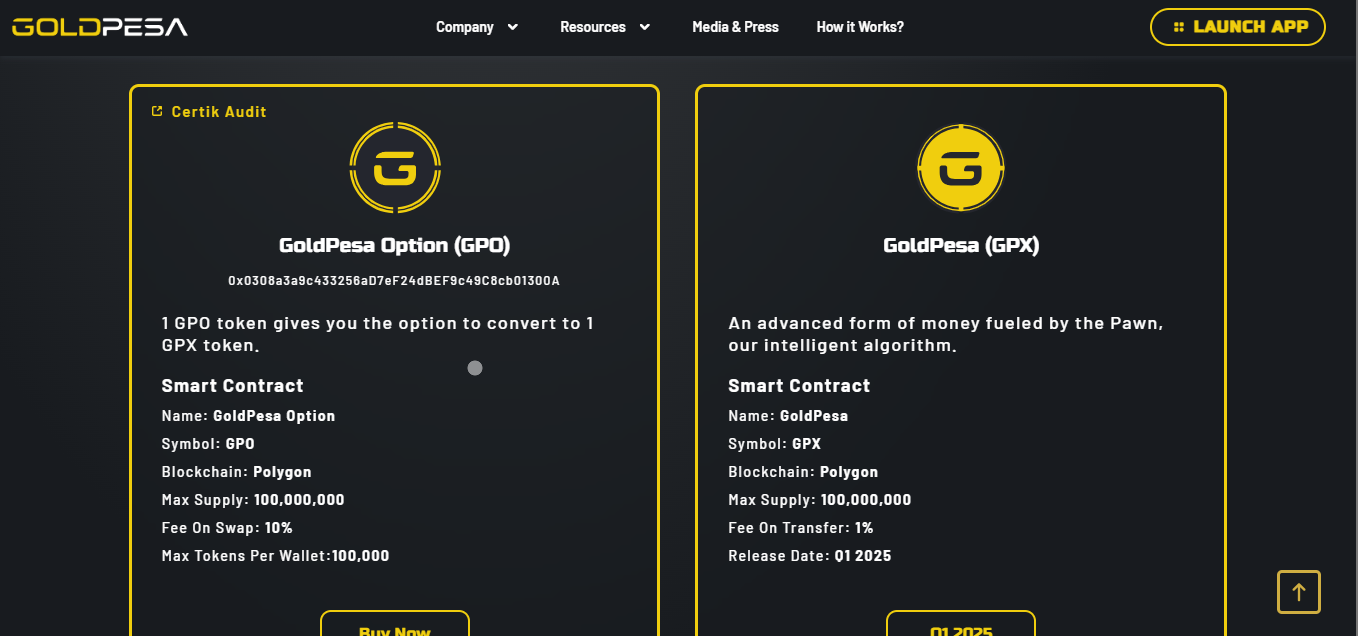 GOLDPESA
Company
Resources
Media & Press
How it Works?
LAUNCH APP
Certik Audit
GoldPesa Option (GPO)
0x0308a3a9c433256aD7eF24dBEF9c49C8cb01300A
1 GPO token gives you the option to convert to 1
GPX token.
Smart Contract
Name: GoldPesa Option
Symbol: GPO
Blockchain: Polygon
Max Supply: 100,000,000
Fee On Swap: 10%
Max Tokens Per Wallet:100,000
Buy Now
GoldPesa (GPX)
An advanced form of money fueled by the Pawn,
our intelligent algorithm.
Smart Contract
Name: GoldPesa
Symbol: GPX
Blockchain: Polygon
Max Supply: 100,000,000
Fee On Transfer: 1%
Release Date: Q1 2025
Q1 2025